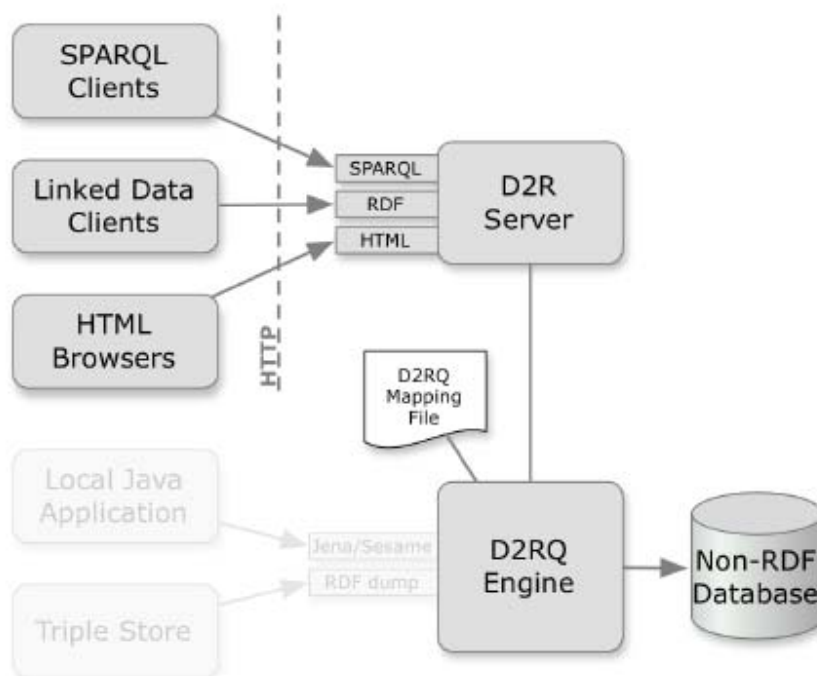 SPARQL
Clients
Linked Data
Clients
HTML
Browsers
HTTP
SPARQL
RDF
HTML
D2R
Server
D2RQ
Mapping
File
Local Java
Application
Triple Store
Jena/Sesame
RDF dump
D2RQ
Engine
Non-RDF
Database